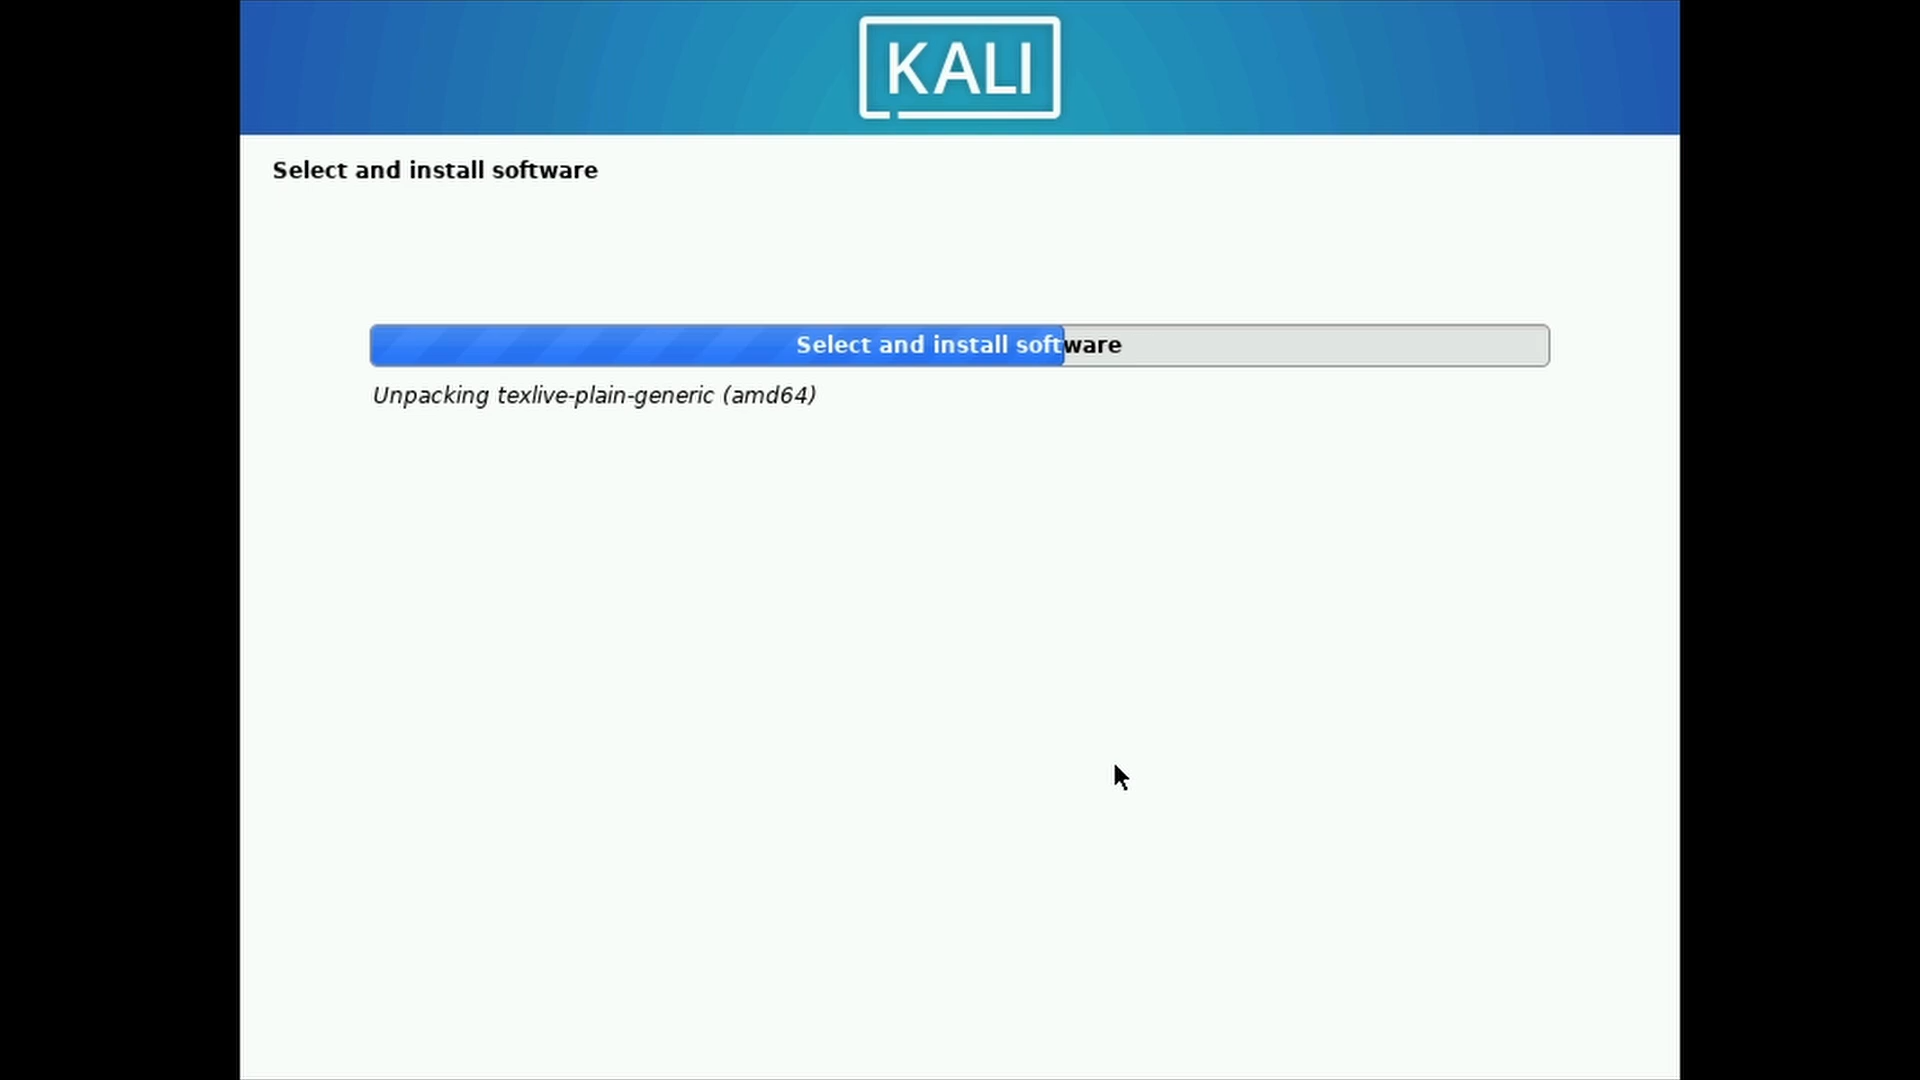 KALI
Select and install software
Select and install software
Unpacking texlive-plain-generic (amd64)